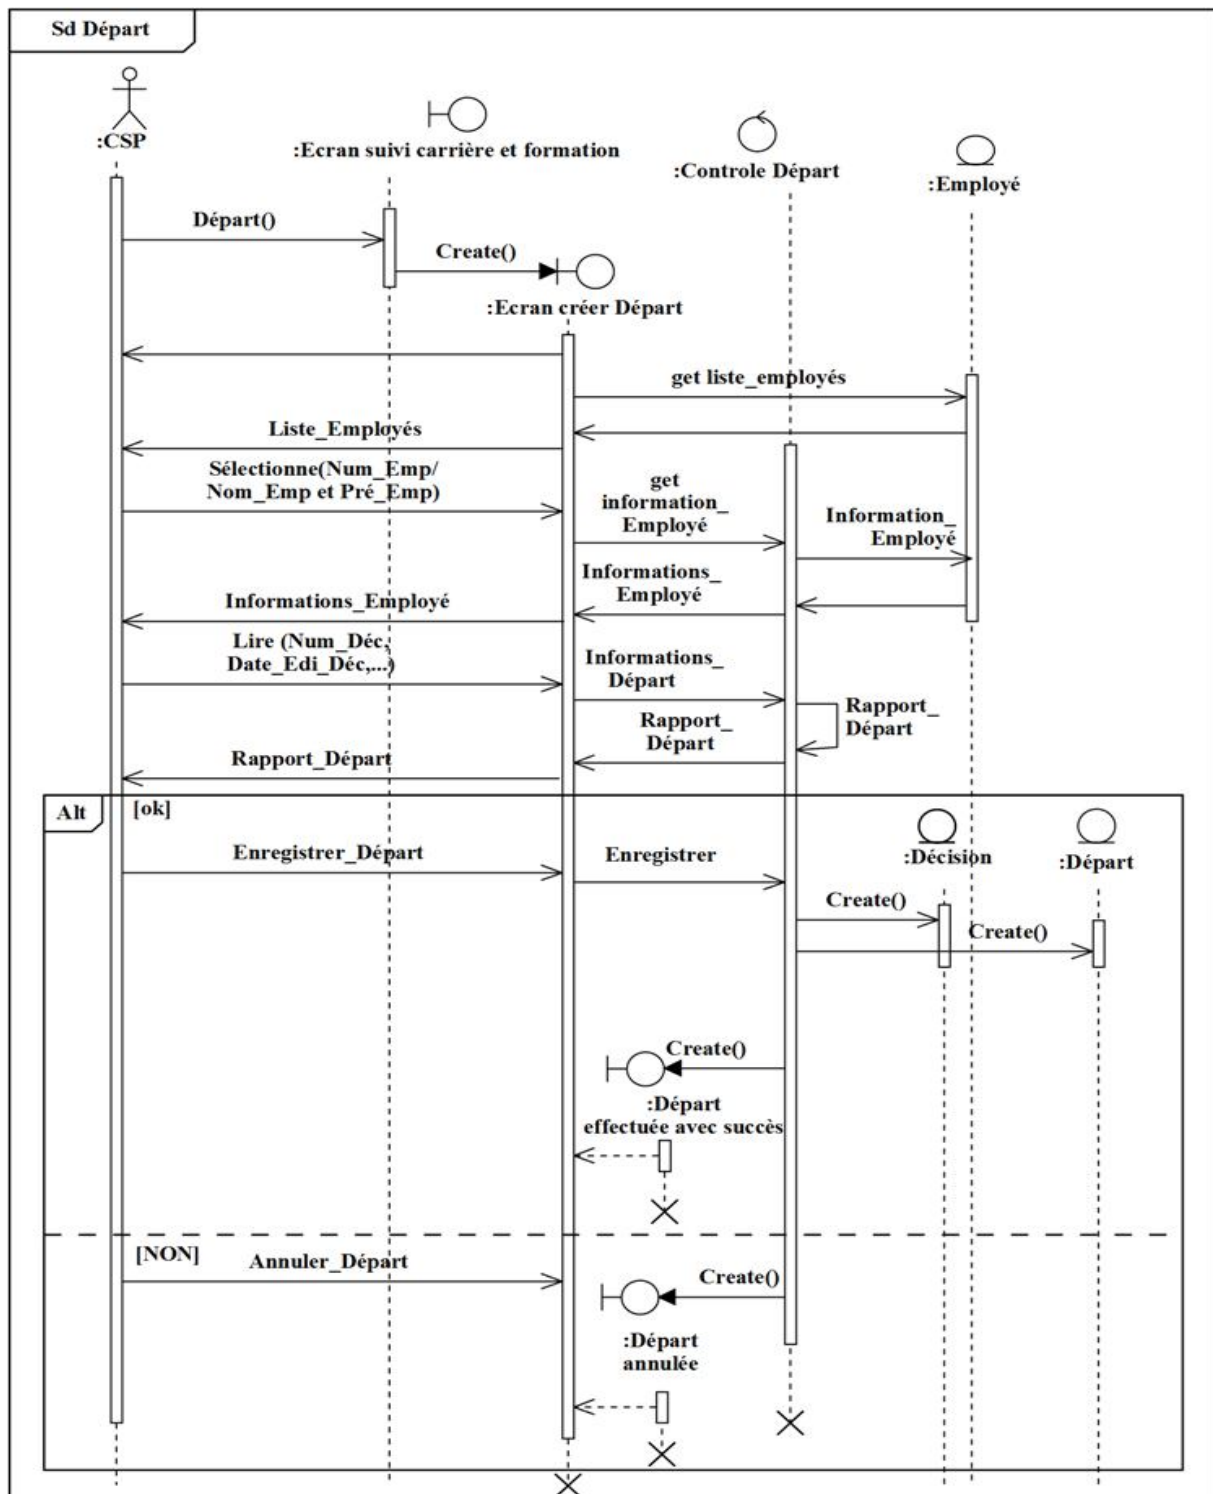 Sd Départ
:CSP
:Ecran suivi carrière et formation
:Controle Départ
:Employé
Départ()
Create()
:Ecran créer Départ
get liste_employés
Liste_Employés
Sélectionne(Num_Emp/
Nom_Emp et Pré_Emp)
get
information_
Employé
Information_
Employé
Informations_
Employé
Informations_Employé
Lire (Num_Déc,
Date_Edi_Déc,...)
Informations_
Départ
Rapport_
Départ
Rapport_
Départ
Rapport_Départ
Alt
[ok]
:Décision
:Départ
Enregistrer_Départ
Enregistrer
Create()
Create()
Create()
:Départ
effectuée avec succès
[NON]
Annuler_Départ
Create()
:Départ
annulée